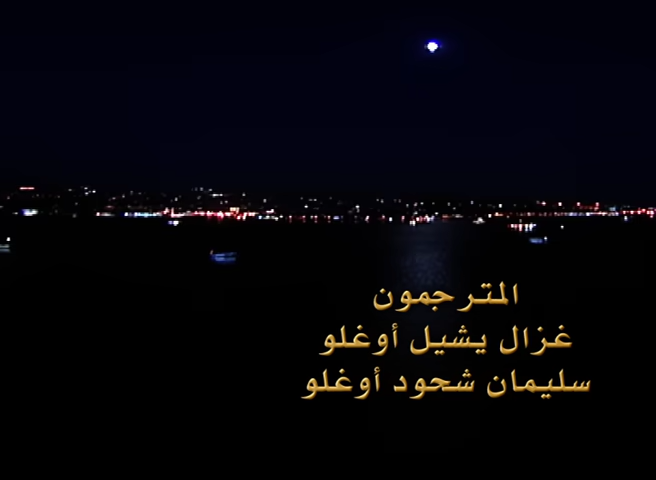 المترجمون
غزال يشيل أوغلو
سليمان شحود أوغلو